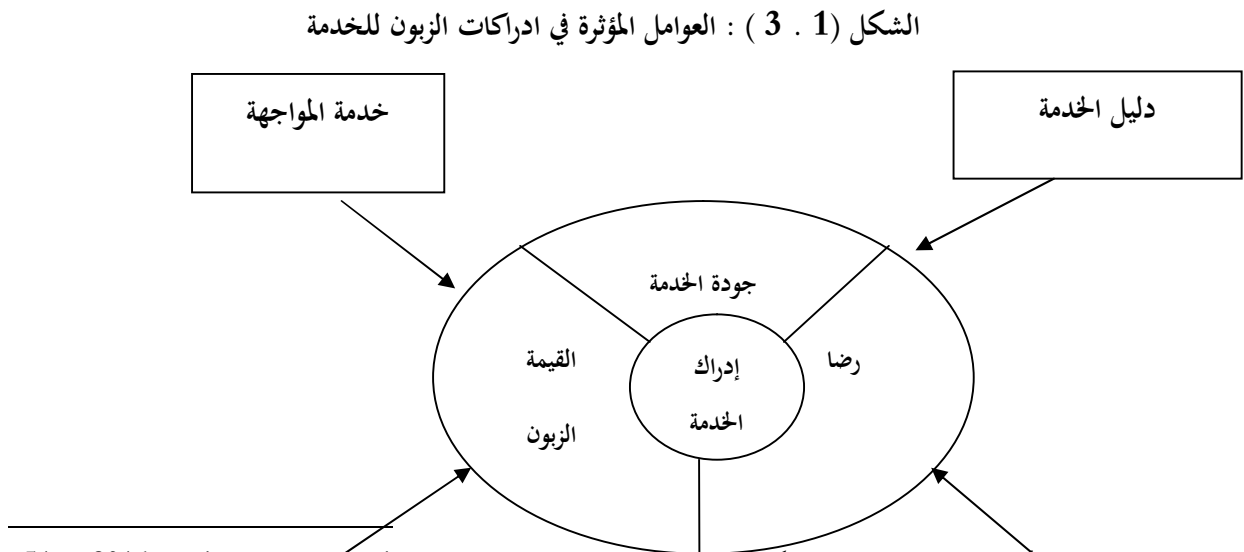 الشكل (1 . 3 ) : العوامل المؤثرة في ادراكات الزبون للخدمة
دليل الخدمة
خدمة المواجهة
جودة الخدمة
رضا
إدراك
القيمة
الخدمة
الزبون